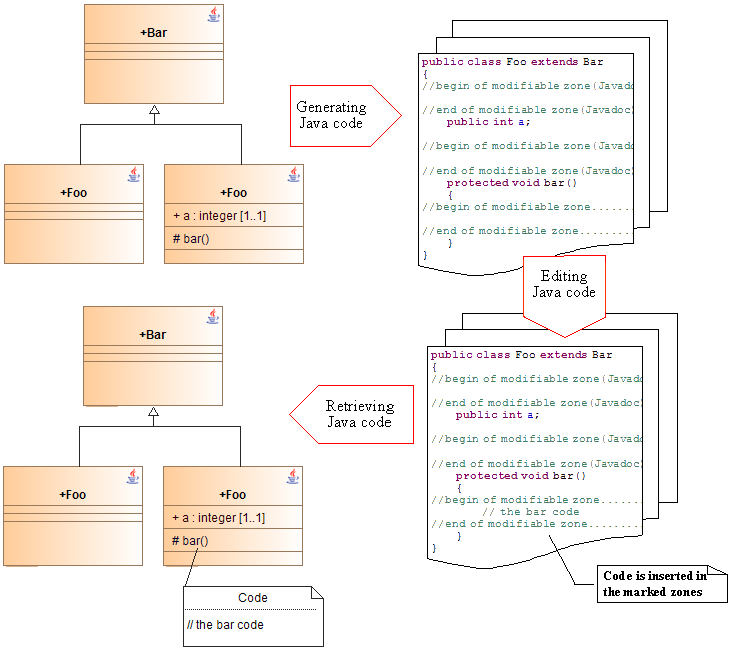 +Bar
+Foo
+Foo
+ a : integer [1..1]
# bar()
Generating
Java code
public class Foo extends Bar
{
//begin of modifiable zone(Javado
//end of modifiable zone(Javadoc)
public int a;
//begin of modifiable zone(Javado
//end of modifiable zone(Javadoc)
protected void bar()
{
//begin of modifiable zone........
//end of modifiable zone.........
}
}
Editing
Java code
+Bar
+Foo
+Foo
+ a : integer [1..1]
# bar()
Code
// the bar code
Retrieving
Java code
public class Foo extends Bar
{
//begin of modifiable zone(Javado
//end of modifiable zone(Javadoc)
public int a;
//begin of modifiable zone(Javado
//end of modifiable zone(Javadoc)
protected void bar()
{
//begin of modifiable zone.......
// the bar code
//end of modifiable zone.........
}
}
Code is inserted in
the marked zones